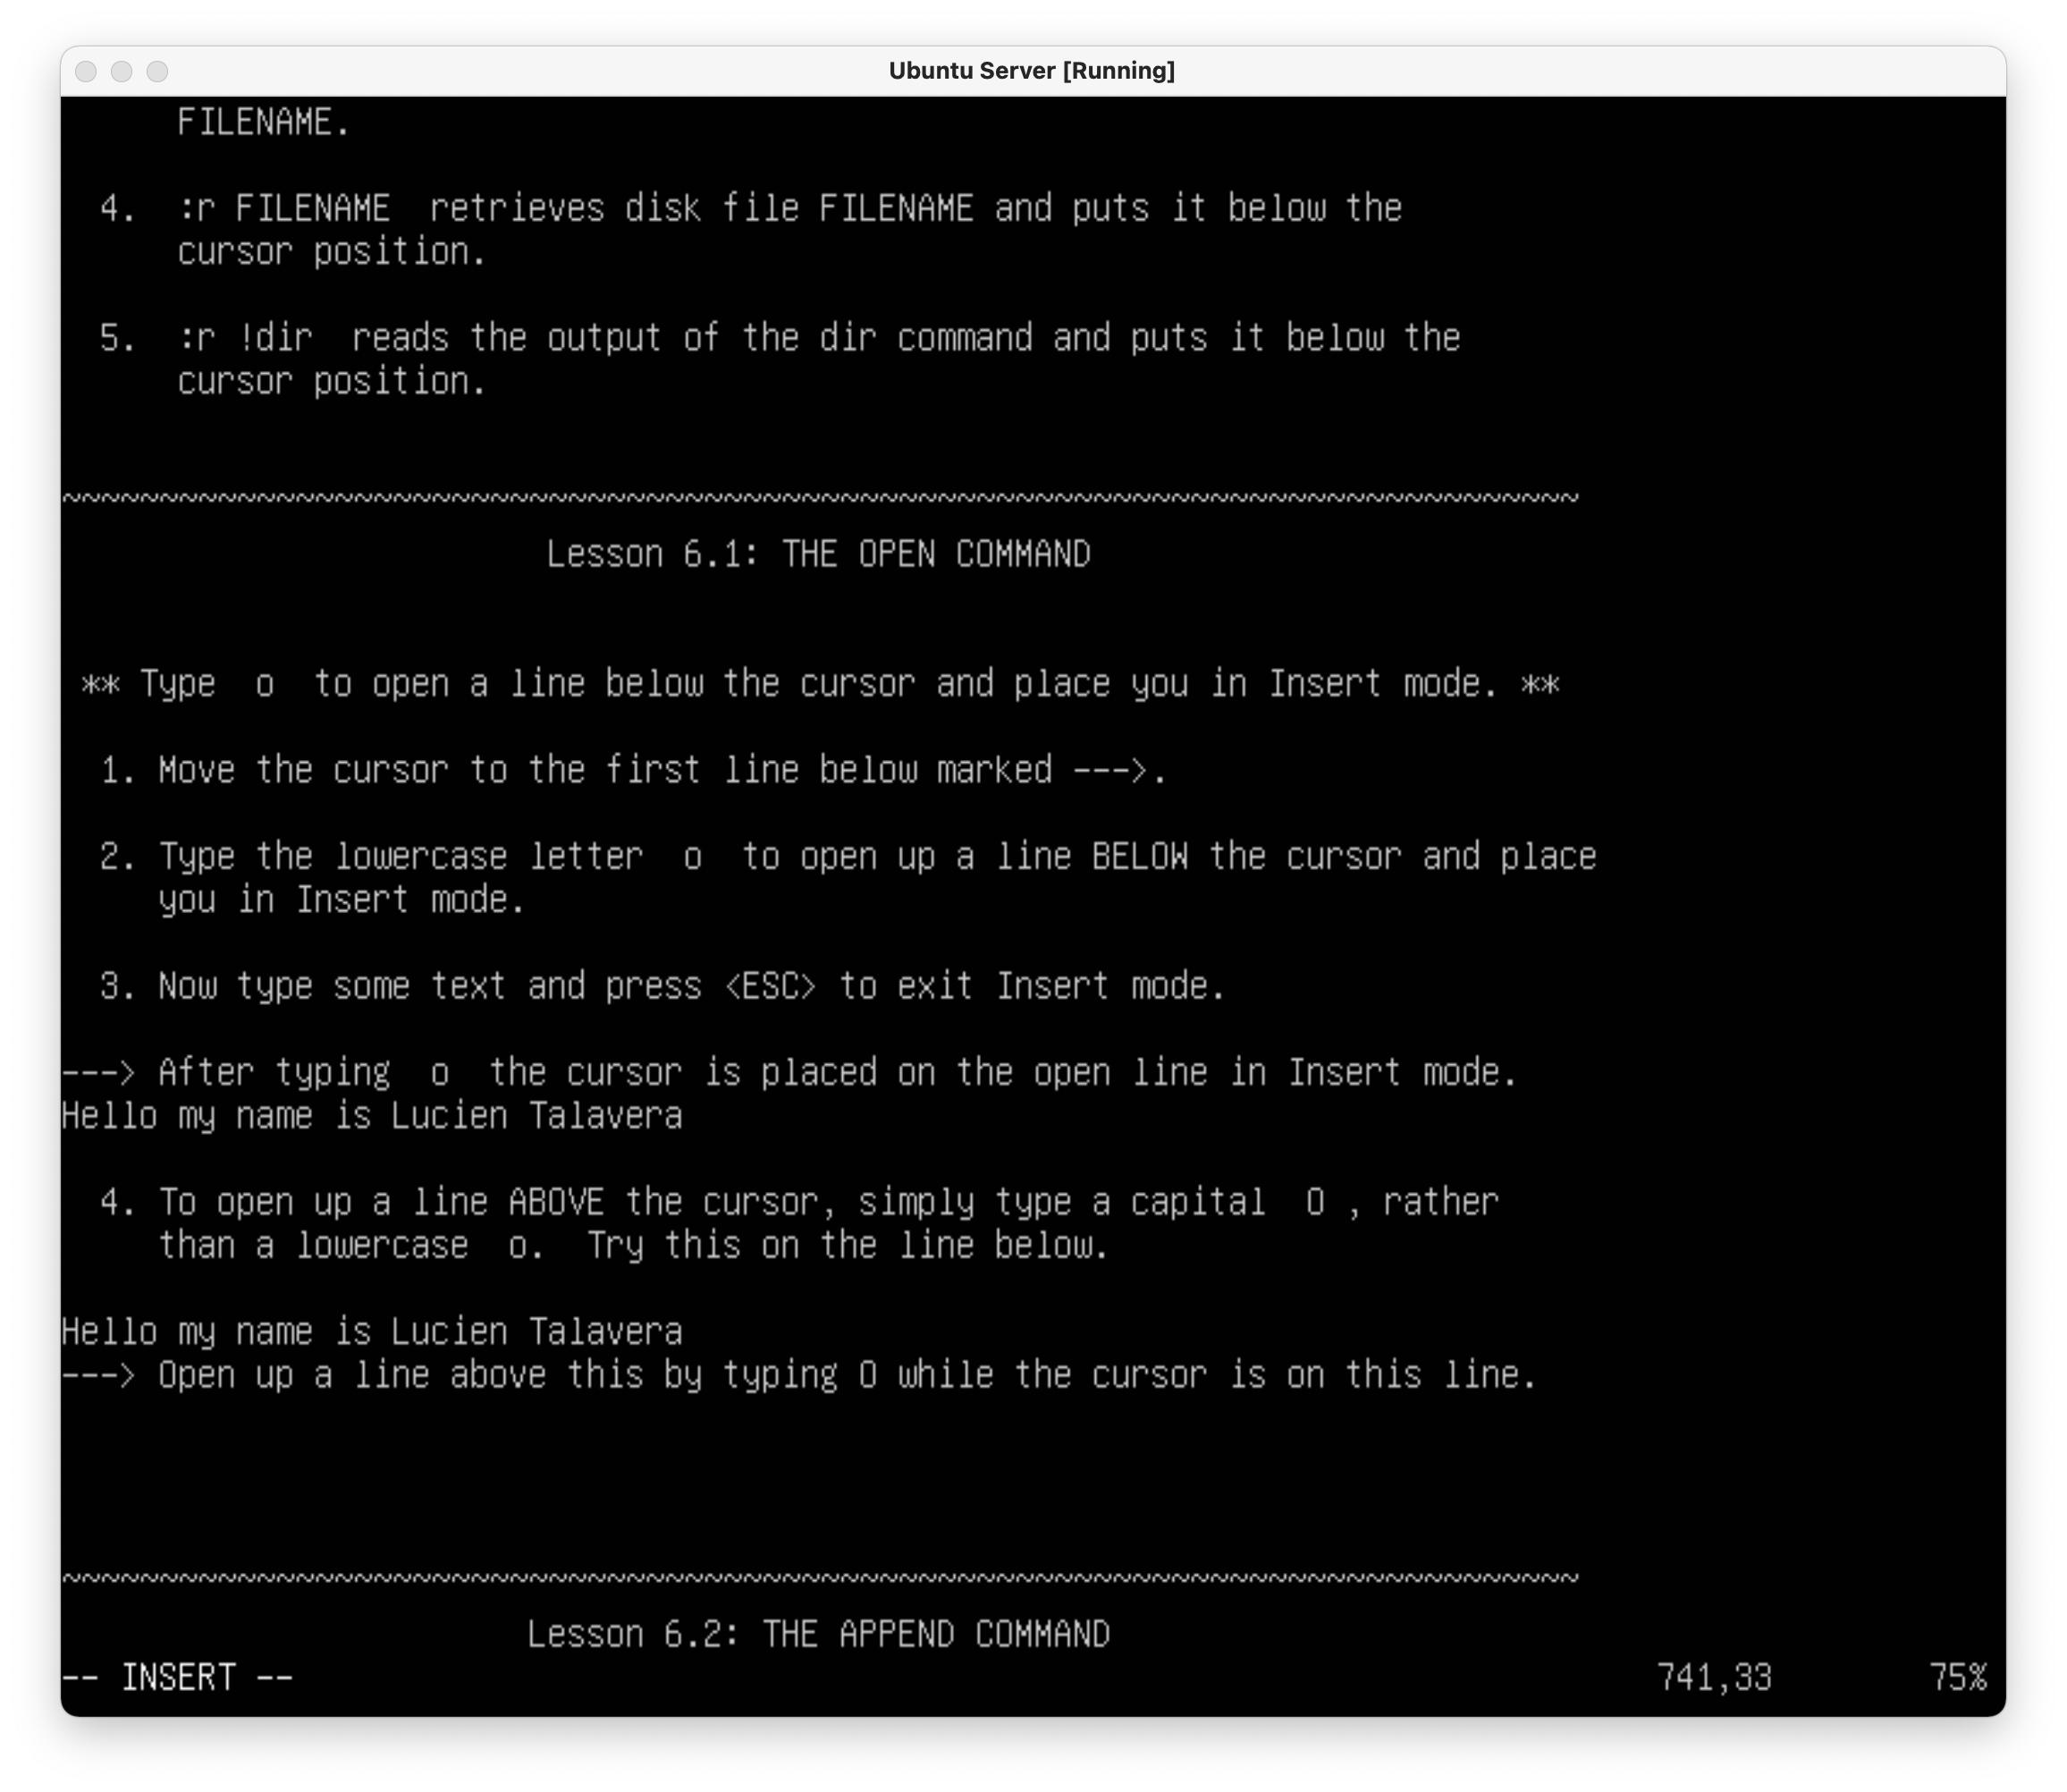 Ubuntu Server [Running]
FILENAME.
4. :r FILENAME retrieves disk file FILENAME and puts it below the
cursor position.
5. :r !dir reads the output of the dir command and puts it below the
cursor position.
~~~~~~~~~~~~~~~~~~~~~~~~~~~~~~~~~~~~~~~~~~~~~~~~~~~~~~~~~~~~~~~~~~~~~~~~~~~~~~
Lesson 6.1: THE OPEN COMMAND
** Type o to open a line below the cursor and place you in Insert mode. **
1. Move the cursor to the first line below marked --->.
2. Type the lowercase letter o to open up a line BELOW the cursor and place
you in Insert mode.
3. Now type some text and press <ESC> to exit Insert mode.
---> After typing o the cursor is placed on the open line in Insert mode.
Hello my name is Lucien Talavera
4. To open up a line ABOVE the cursor, simply type a capital O , rather
than a lowercase o. Try this on the line below.
Hello my name is Lucien Talavera
---> Open up a line above this by typing O while the cursor is on this line.
~~~~~~~~~~~~~~~~~~~~~~~~~~~~~~~~~~~~~~~~~~~~~~~~~~~~~~~~~~~~~~~~~~~~~~~~~~~~~~
Lesson 6.2: THE APPEND COMMAND
-- INSERT -- 741,33 75%